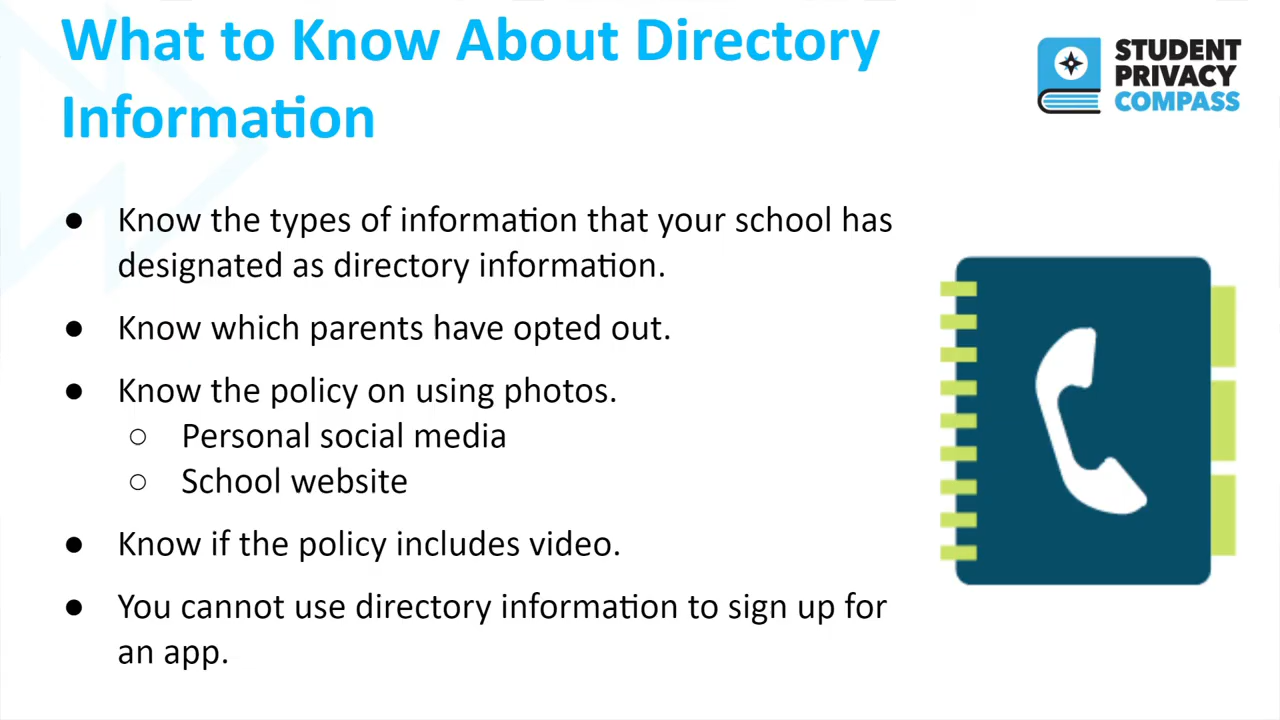 What to Know About Directory
Information
STUDENT
PRIVACY
COMPASS
● Know the types of information that your school has
designated as directory information.
● Know which parents have opted out.
● Know the policy on using photos.
○ Personal social media
○ School website
● Know if the policy includes video.
● You cannot use directory information to sign up for
an app.